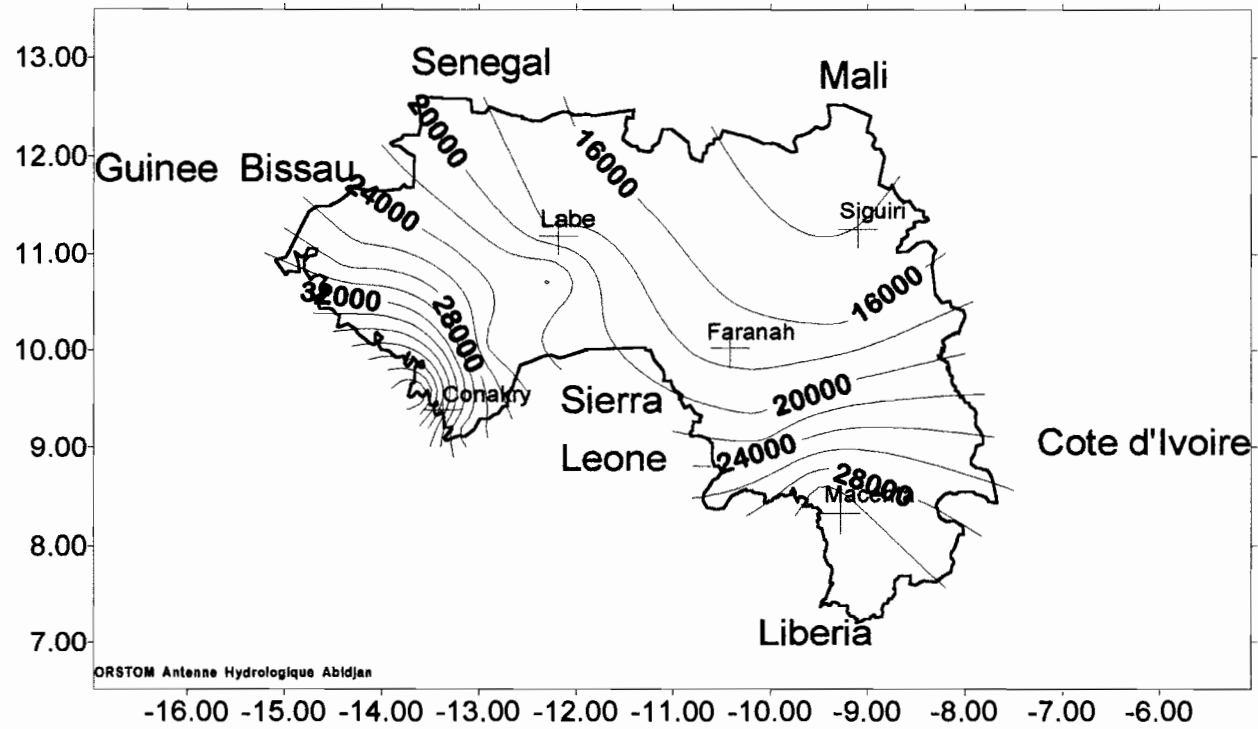 13.00
12.00
11.00
10.00
9.00
8.00
7.00
Senegal
Mali
Guinee Bissau
20000
16000
24000
Labe
Siguiri
32000
28000
16000
Faranah
Conakry
Sierra
Leone
20000
24000
28000
Macenta
Cote d'Ivoire
Liberia
ORSTOM Antenne Hydrologique Abidjan
-16.00 -15.00 -14.00 -13.00 -12.00 -11.00 -10.00 -9.00 -8.00 -7.00 -6.00